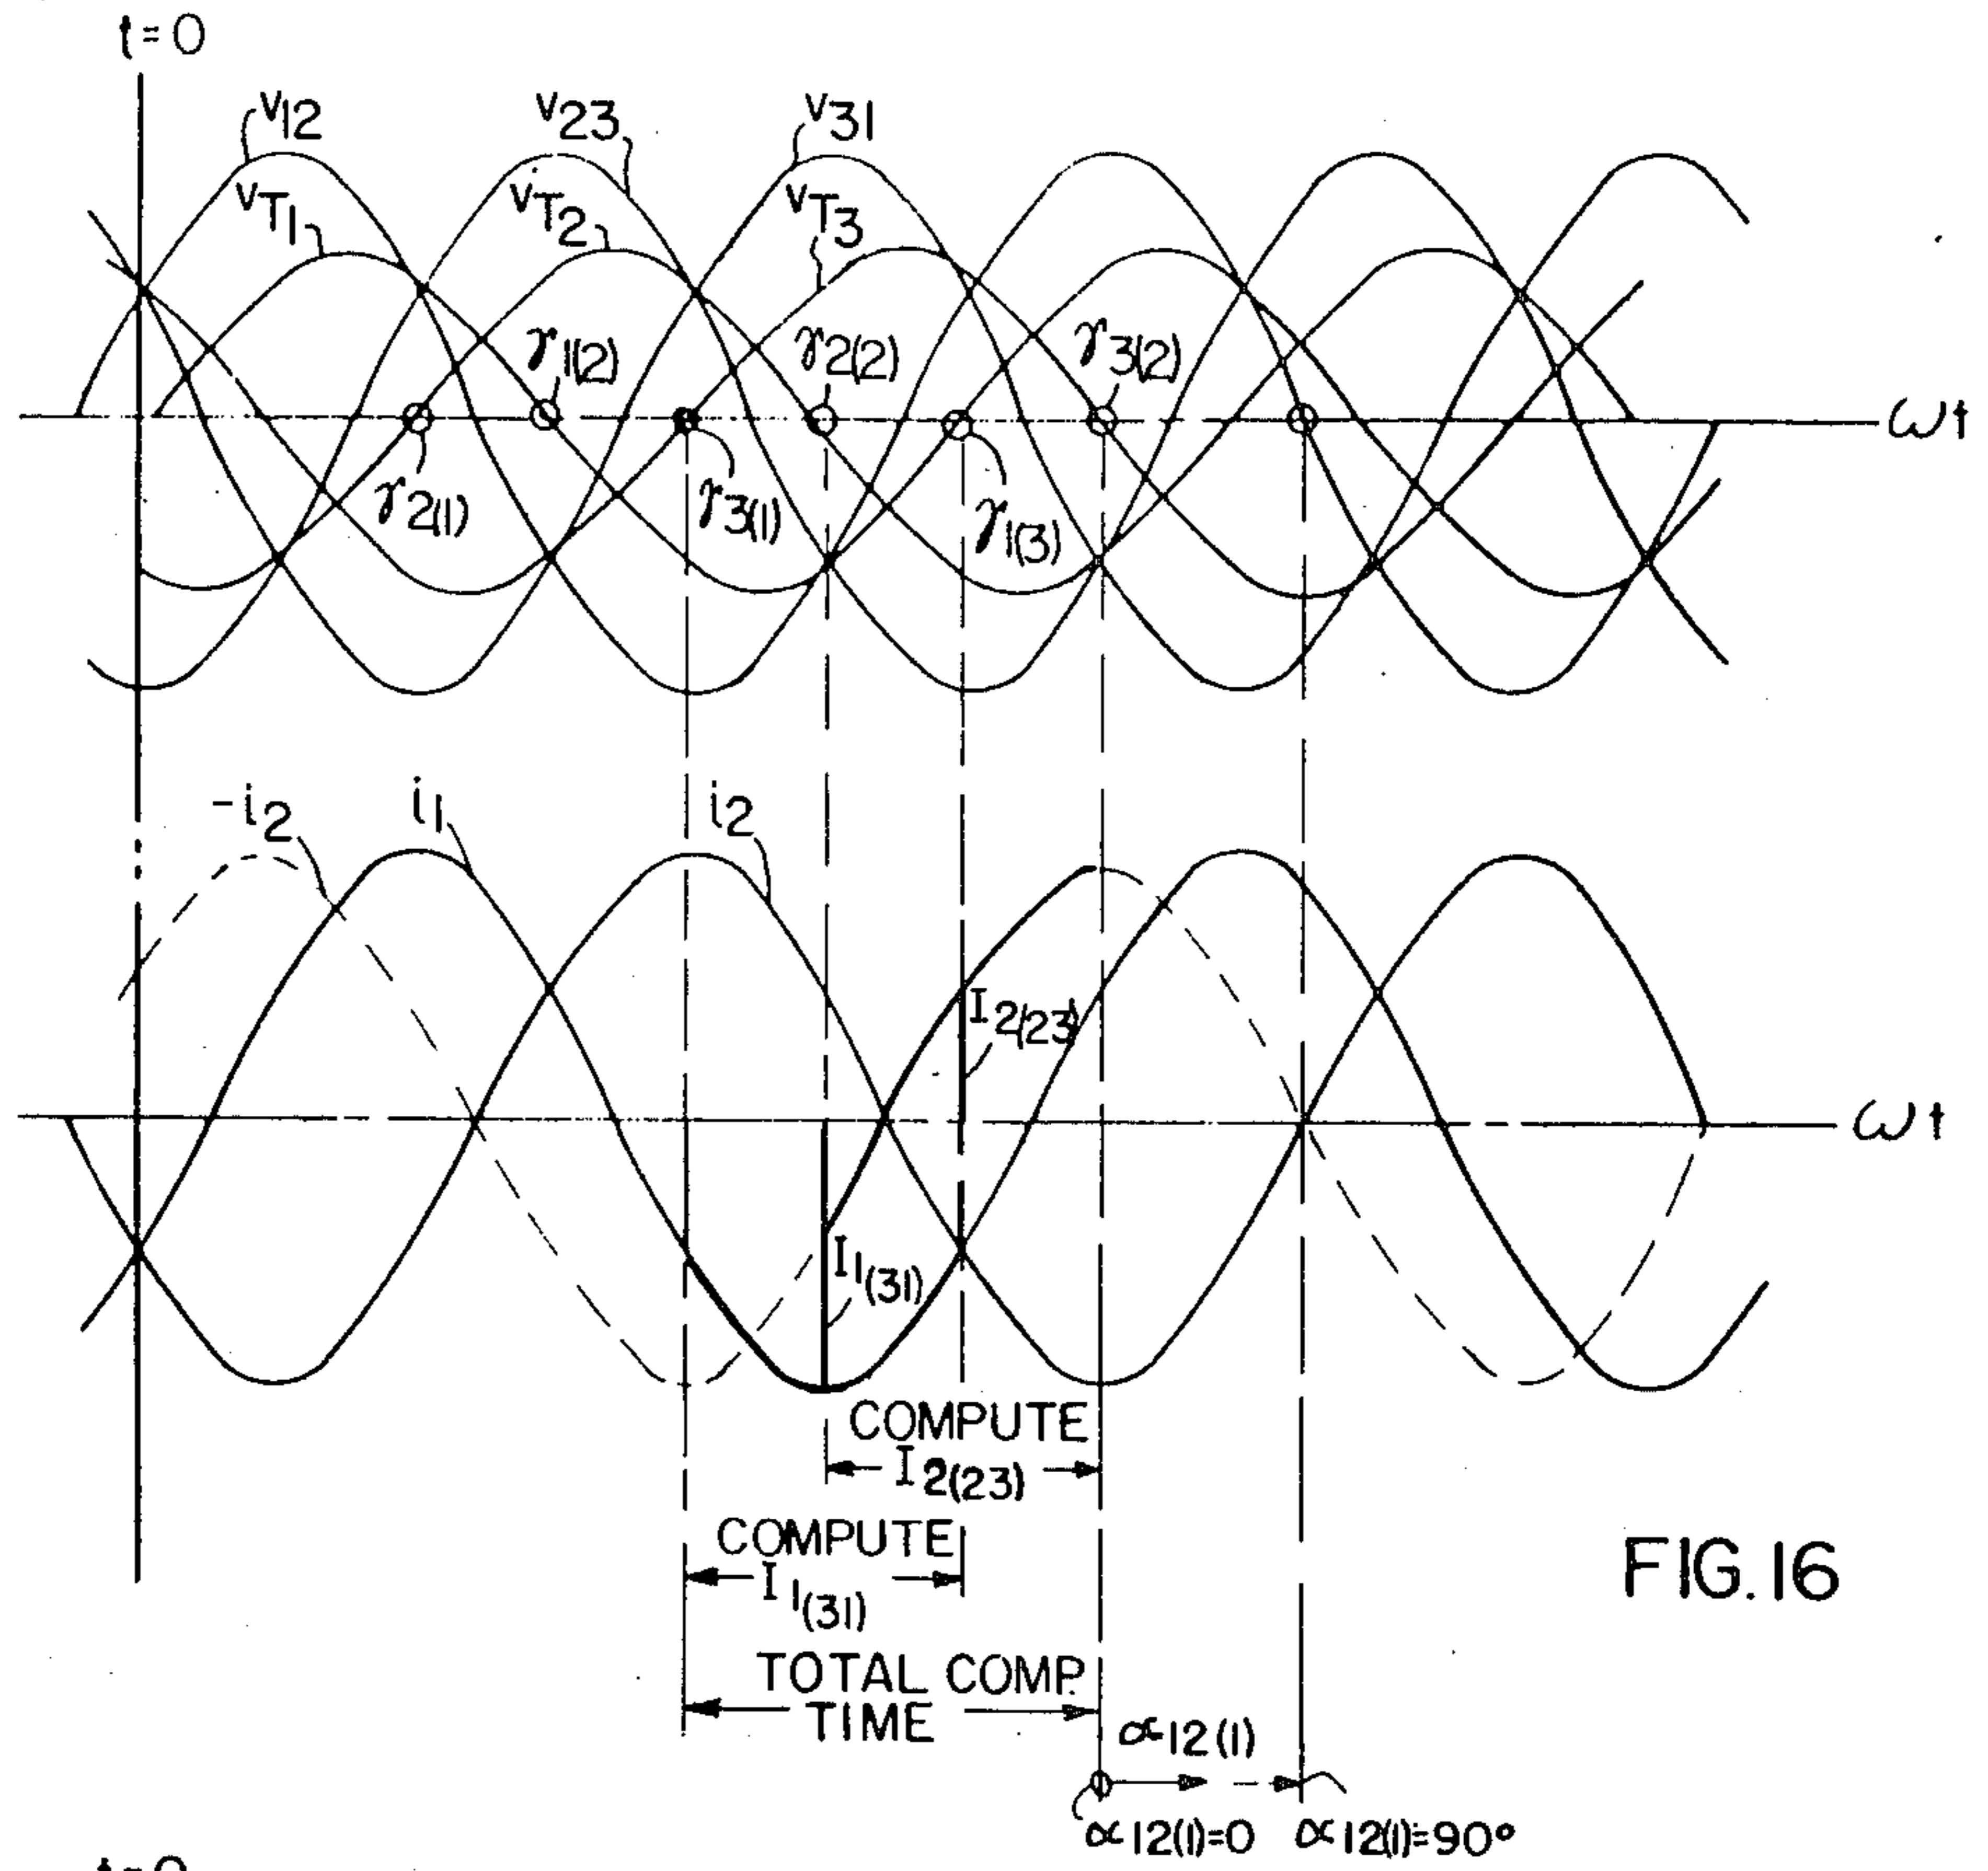 t=0
v12
v23
v31
vT1
vT2
vT3
γ1(2)
γ2(2)
γ3(2)
ωt
γ2(1)
γ3(1)
γ1(3)
-i2
i1
i2
I2(23)
ωt
I1(31)
COMPUTE
I2(23)
COMPUTE
I1(31)
FIG.16
TOTAL COMP.
TIME
α12(1)
α12(1)=0
α12(1)=90°
t=0